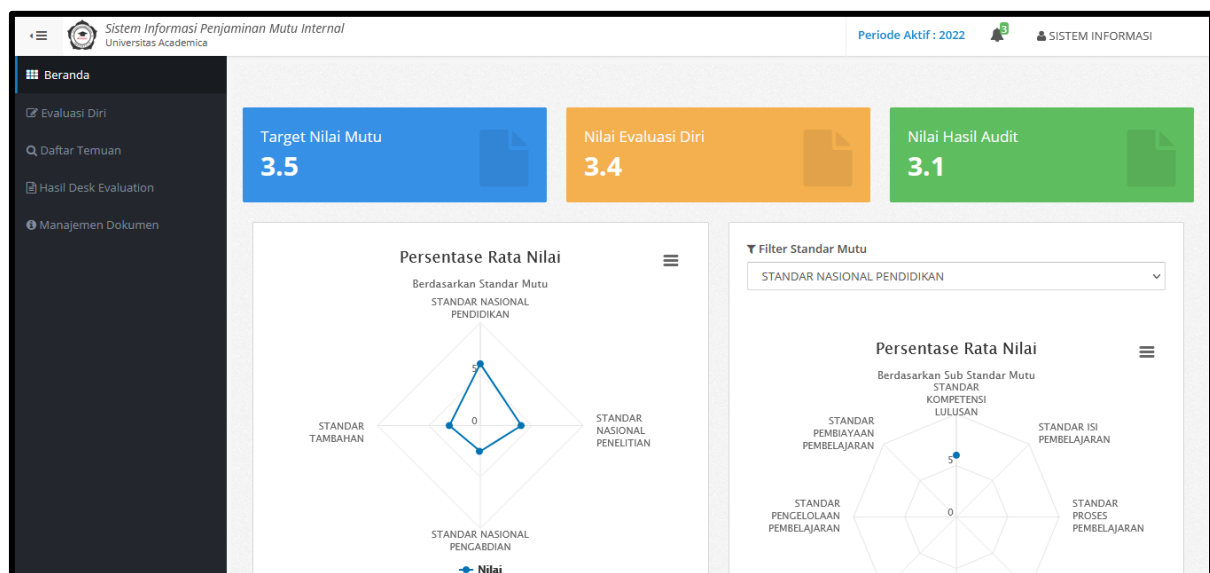 Sistem Informasi Penjaminan Mutu Internal
Universitas Academica
Periode Aktif : 2022
3
SISTEM INFORMASI
Beranda
Evaluasi Diri
Daftar Temuan
Hasil Desk Evaluation
Manajemen Dokumen
Target Nilai Mutu
3.5
Nilai Evaluasi Diri
3.4
Nilai Hasil Audit
3.1
Persentase Rata Nilai
Berdasarkan Standar Mutu
STANDAR NASIONAL
PENDIDIKAN
5
0
STANDAR
TAMBAHAN
STANDAR
NASIONAL
PENELITIAN
STANDAR NASIONAL
PENGABDIAN
Nilai
Filter Standar Mutu
STANDAR NASIONAL PENDIDIKAN
Persentase Rata Nilai
Berdasarkan Sub Standar Mutu
STANDAR
KOMPETENSI
LULUSAN
STANDAR
PEMBIAYAAN
PEMBELAJARAN
STANDAR ISI
PEMBELAJARAN
5
0
STANDAR
PENGELOLAAN
PEMBELAJARAN
STANDAR
PROSES
PEMBELAJARAN